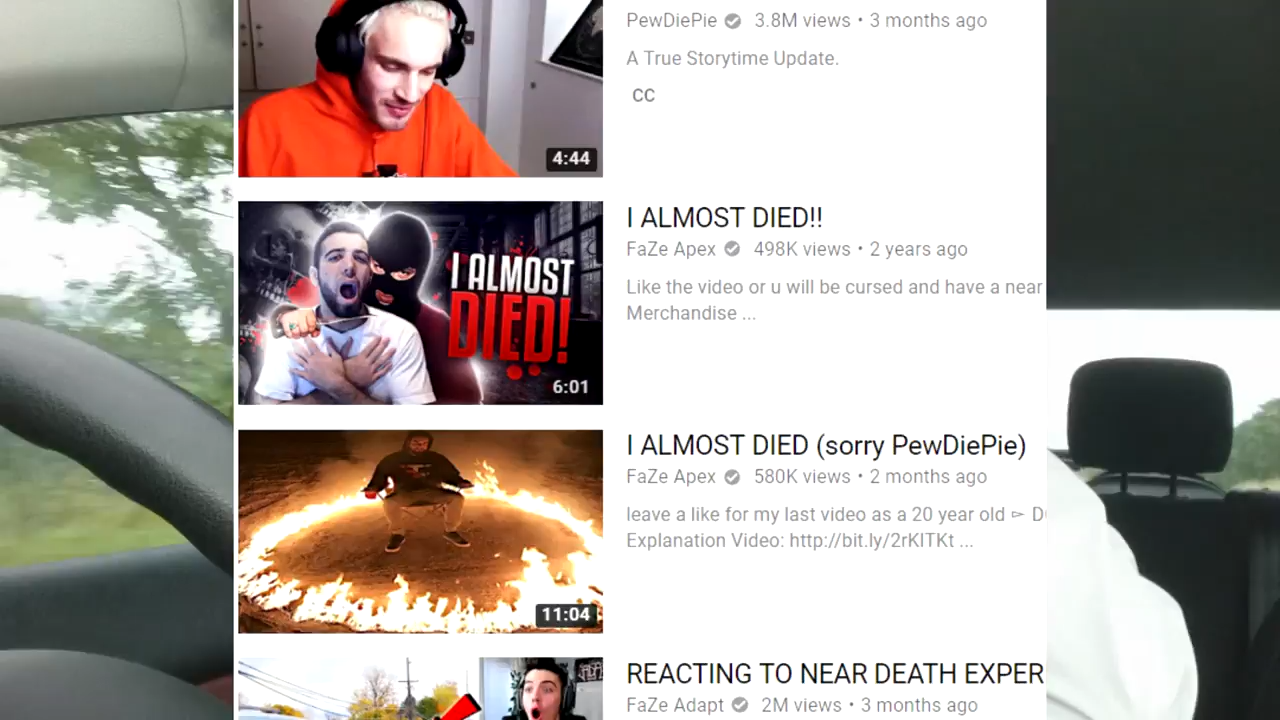 PewDiePie 3.8M views • 3 months ago
A True Storytime Update.
CC
4:44
I ALMOST DIED!!
FaZe Apex 498K views • 2 years ago
Like the video or u will be cursed and have a near
Merchandise ...
I ALMOST
DIED!
6:01
I ALMOST DIED (sorry PewDiePie)
FaZe Apex 580K views • 2 months ago
leave a like for my last video as a 20 year old ▻
Explanation Video: http://bit.ly/2rKITKt ...
11:04
REACTING TO NEAR DEATH EXPER
FaZe Adapt 2M views • 3 months ago